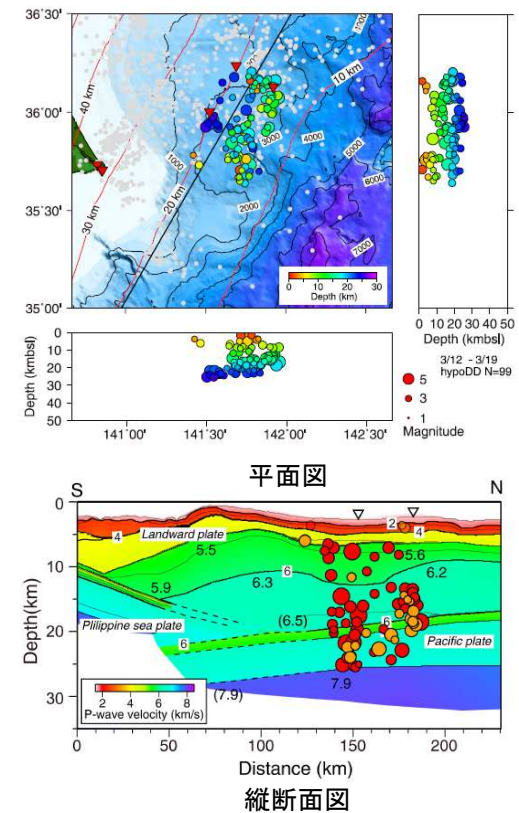 36°30'
36°00'
35°30'
35°00'
40 km
30 km
20 km
10 km
1000
2000
3000
4000
5000
6000
7000
0 10 20 30
Depth (km)
0 10 20 30 40 50
Depth (kmbsl)
3/12 - 3/19
hypoDD N=99
5
3
1
Magnitude
Depth (kmbsl)
0
10
20
30
40
50
141°00' 141°30' 142°00' 142°30'
平面図
S N
0
10
20
30
Depth(km)
2
4
4
Landward plate
5.5
5.6
5.9
6.3
6
6.2
Plilippine sea plate
(6.5)
6
6
Pacific plate
(7.9)
7.9
2 4 6 8
P-wave velocity (km/s)
0 50 100 150 200
Distance (km)
縦断面図